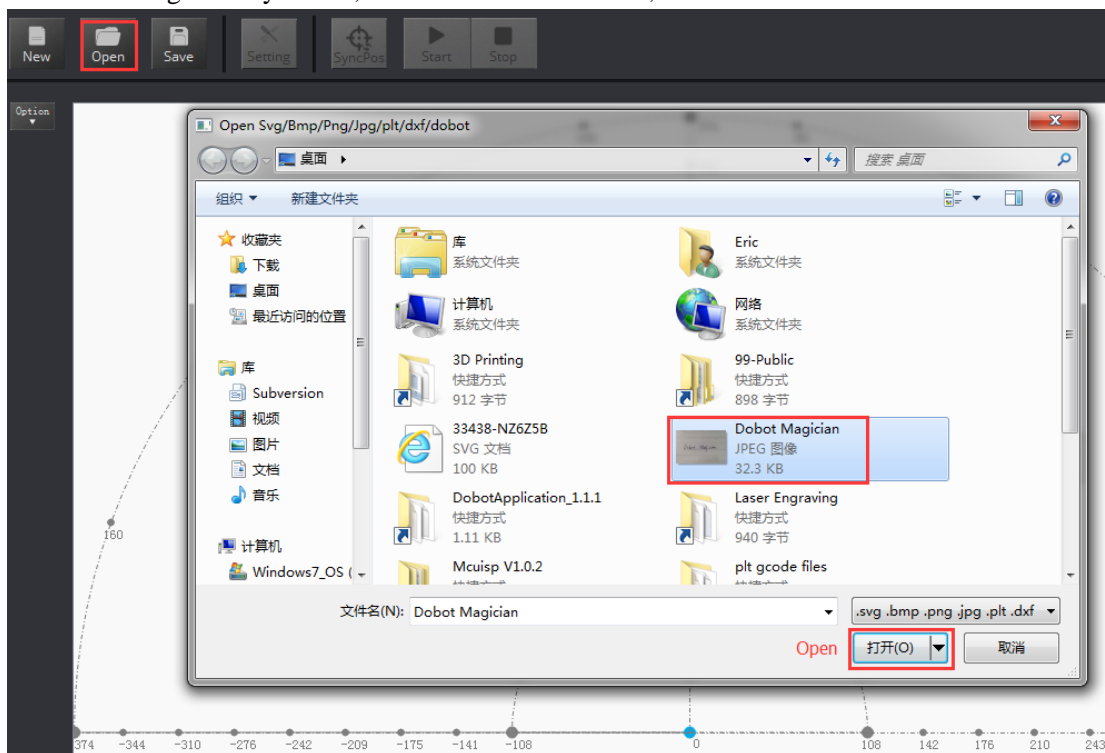 New Open Save Setting SyncPos Start Stop
Option
Open Svg/Bmp/Png/Jpg/plt/dxf/dobot
桌面
搜索 桌面
组织 新建文件夹
收藏夹
下载
桌面
最近访问的位置
库
Subversion
视频
图片
文档
音乐
计算机
Windows7_OS (
库
系统文件夹
Eric
系统文件夹
计算机
系统文件夹
网络
系统文件夹
3D Printing
快捷方式
912 字节
99-Public
快捷方式
898 字节
33438-NZ6Z5B
SVG 文档
100 KB
Dobot Magician
JPEG 图像
32.3 KB
DobotApplication_1.1.1
快捷方式
1.11 KB
Laser Engraving
快捷方式
940 字节
Mcuisp V1.0.2
plt gcode files
文件名(N): Dobot Magician .svg .bmp .png .jpg .plt .dxf
Open 打开(O) 取消
160
374 -344 -310 -276 -242 -209 -175 -141 -108 0 108 142 176 210 243